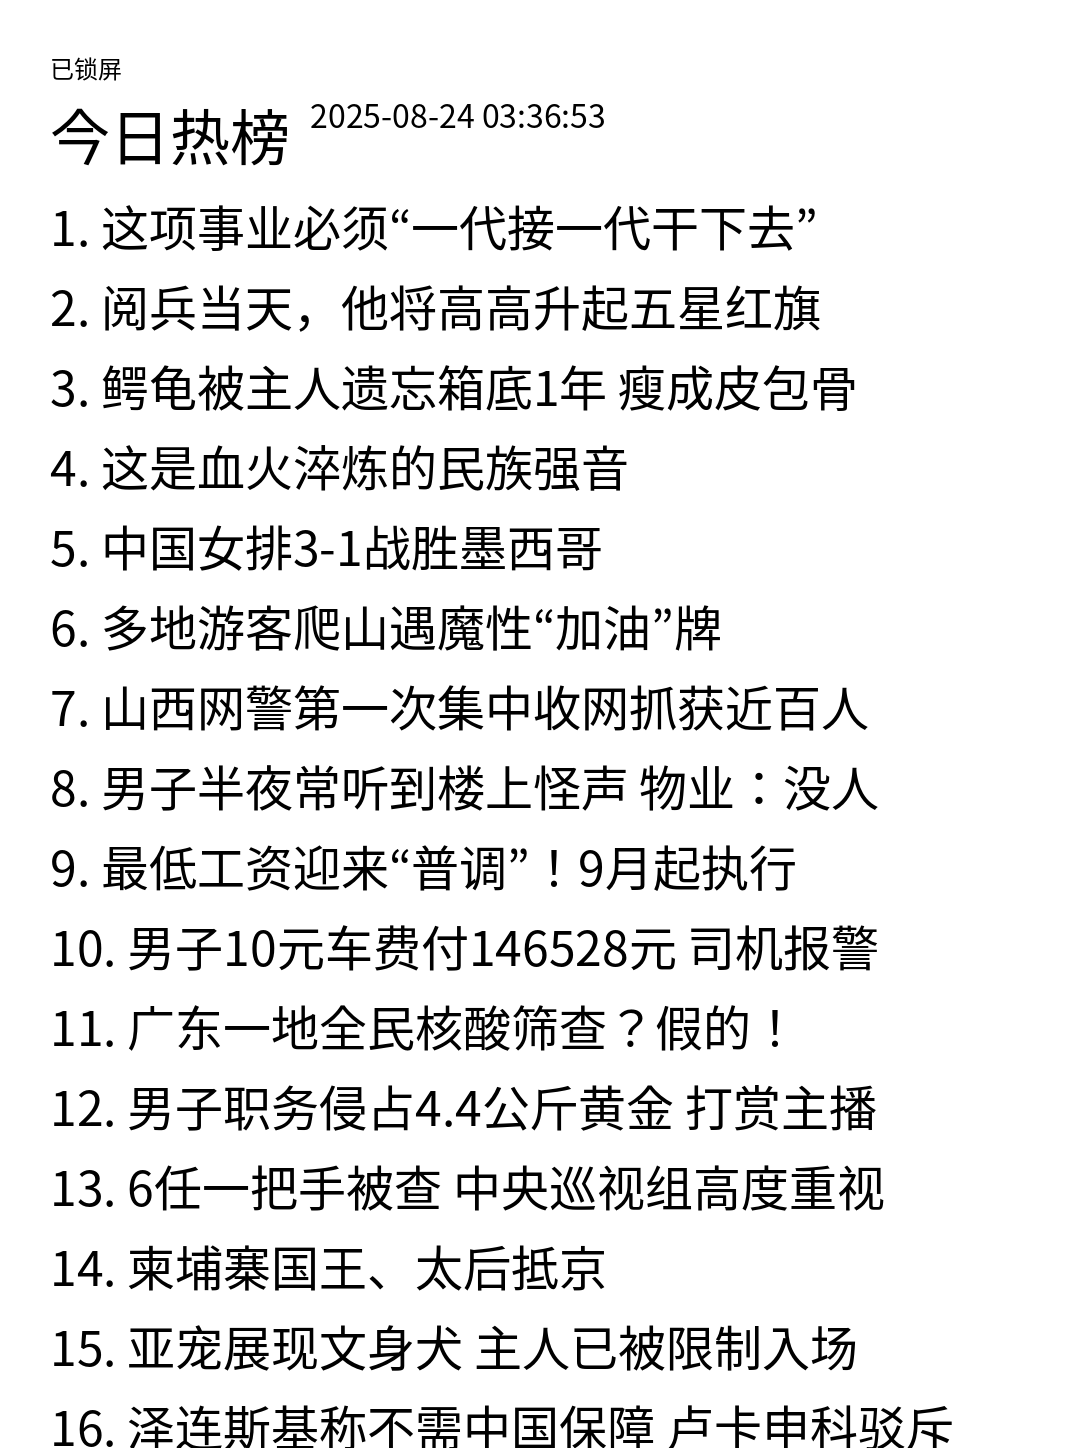 已锁屏
今日热榜 2025-08-24 03:36:53
1. 这项事业必须“一代接一代干下去”
2. 阅兵当天，他将高高升起五星红旗
3. 鳄龟被主人遗忘箱底1年 瘦成皮包骨
4. 这是血火淬炼的民族强音
5. 中国女排3-1战胜墨西哥
6. 多地游客爬山遇魔性“加油”牌
7. 山西网警第一次集中收网抓获近百人
8. 男子半夜常听到楼上怪声 物业：没人
9. 最低工资迎来“普调”！9月起执行
10. 男子10元车费付146528元 司机报警
11. 广东一地全民核酸筛查？假的！
12. 男子职务侵占4.4公斤黄金 打赏主播
13. 6任一把手被查 中央巡视组高度重视
14. 柬埔寨国王、太后抵京
15. 亚宠展现文身犬 主人已被限制入场
16. 泽连斯基称不需中国保障 卢卡申科驳斥